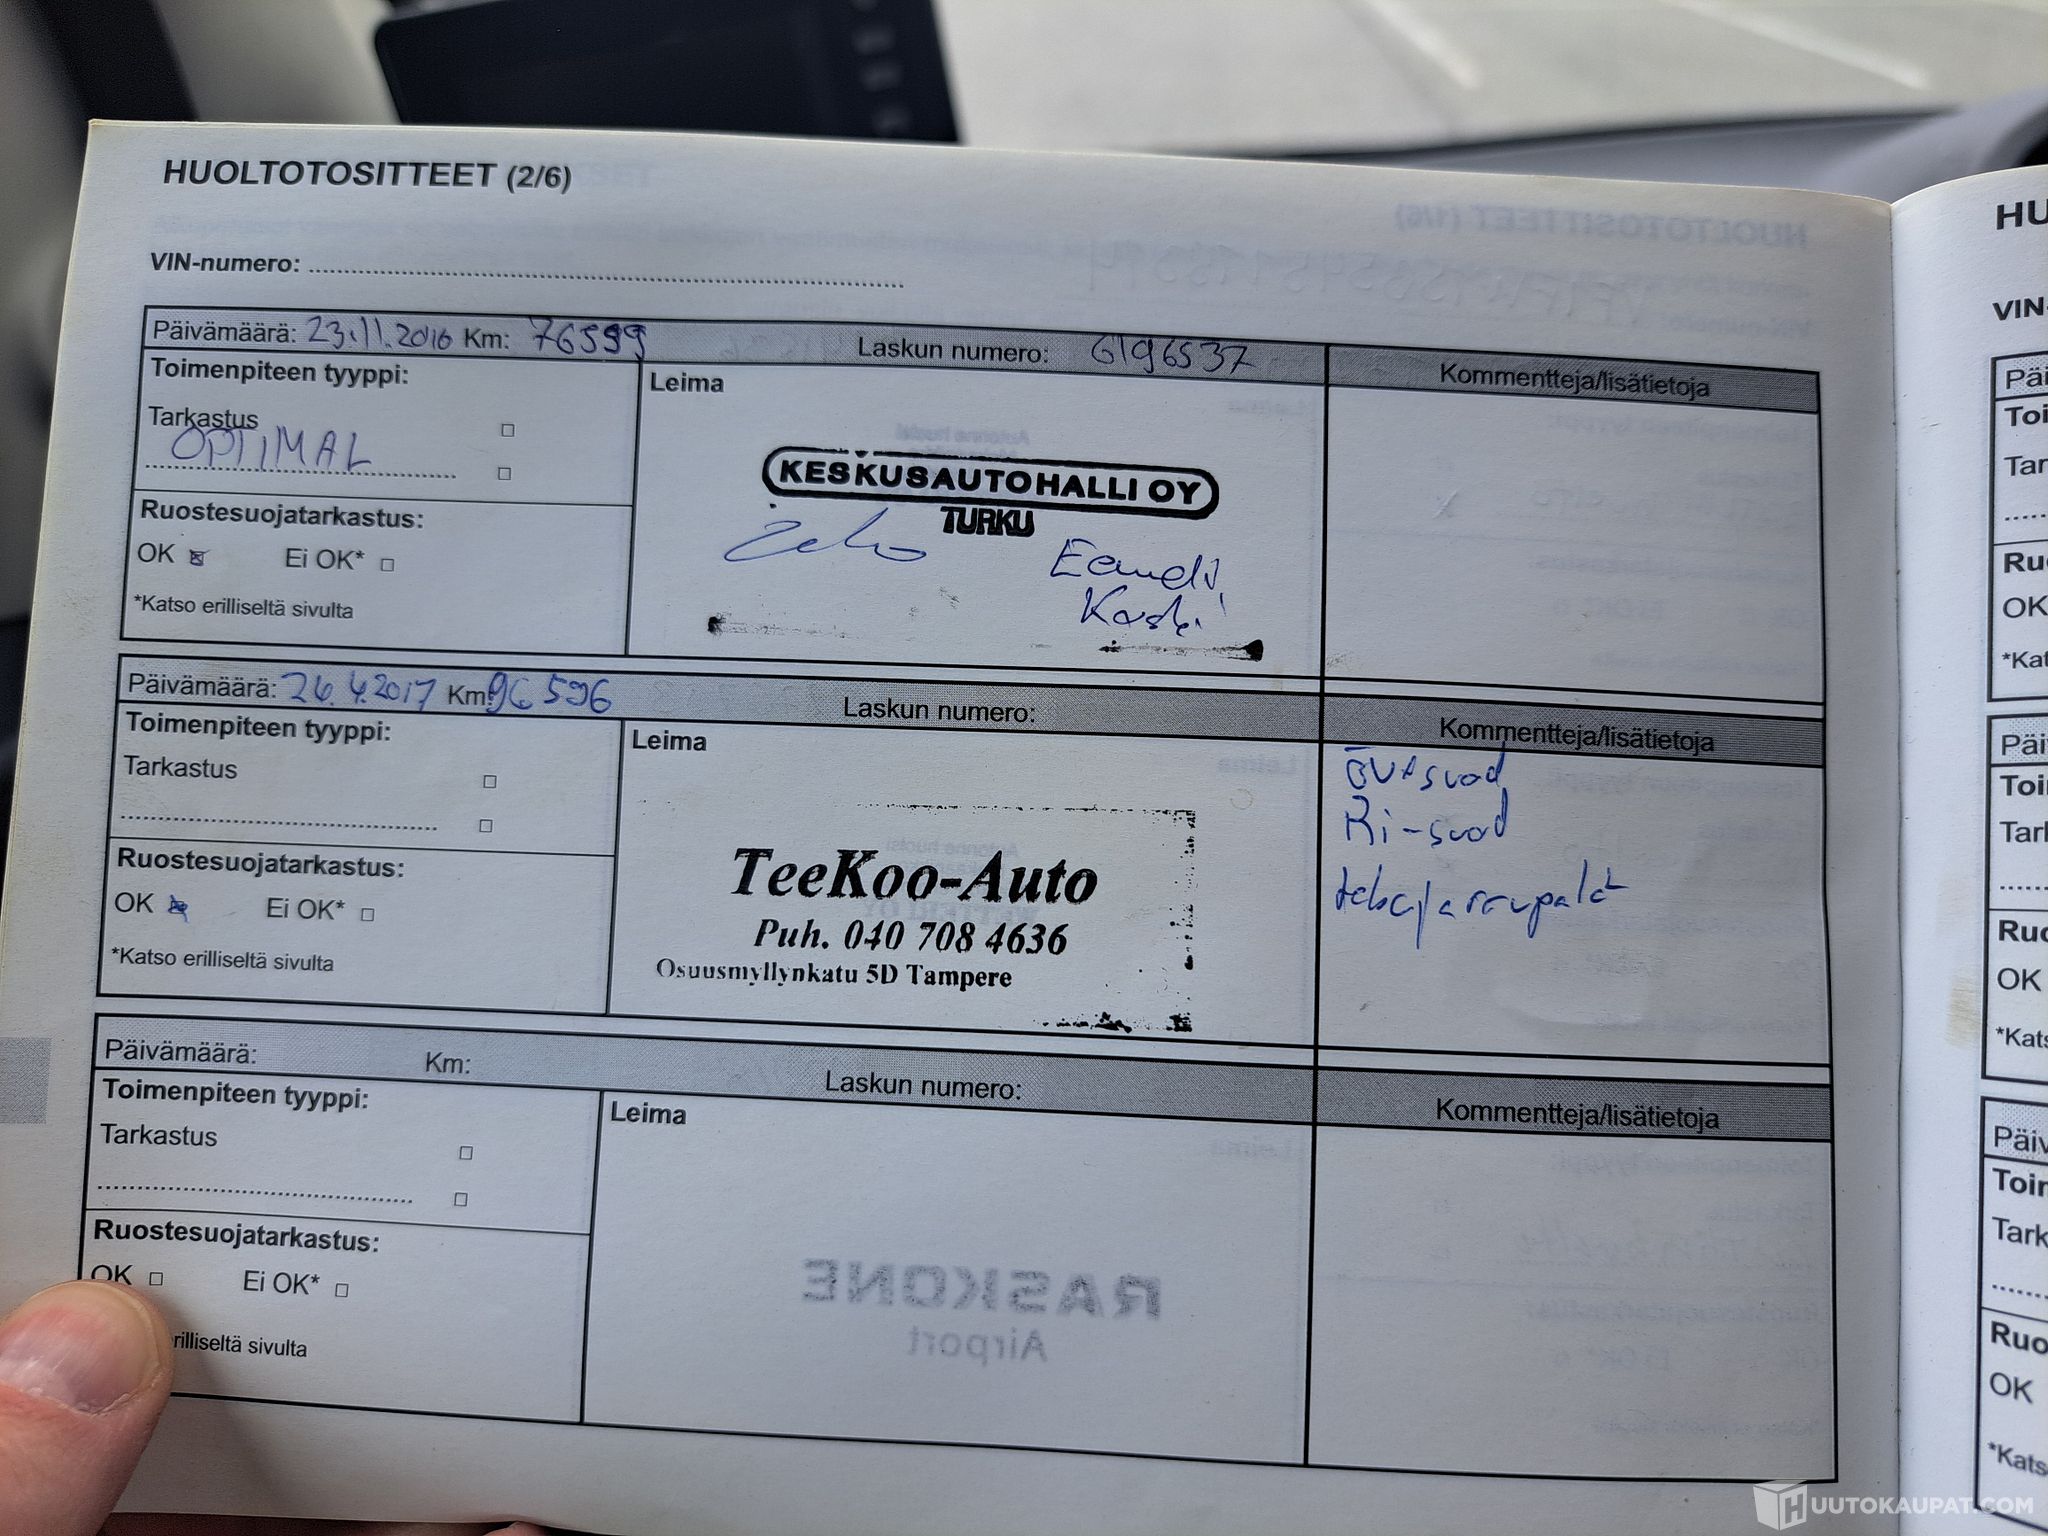 HUOLTOTOSITTEET (2/6)
VIN-numero:
Päivämäärä: 23.11.2016 Km: 76599 Laskun numero: 6196537
Kommentteja/lisätietoja
Toimenpiteen tyyppi:
Leima
Tarkastus
OPTIMAL
KESKUSAUTOHALLI OY
TURKU
Ruostesuojatarkastus:
OK Ei OK*
*Katso erilliseltä sivulta
Päivämäärä: 26.4.2017 Km: 96596 Laskun numero:
Kommentteja/lisätietoja
Toimenpiteen tyyppi:
Leima
Tarkastus
TeeKoo-Auto
Puh. 040 708 4636
Osuusmyllynkatu 5D Tampere
Ruostesuojatarkastus:
OK Ei OK*
*Katso erilliseltä sivulta
Päivämäärä: Km: Laskun numero:
Kommentteja/lisätietoja
Toimenpiteen tyyppi:
Leima
Tarkastus
Ruostesuojatarkastus:
OK Ei OK*
erilliseltä sivulta
RASKONE
Airport
HUUTOKAUPAT.COM